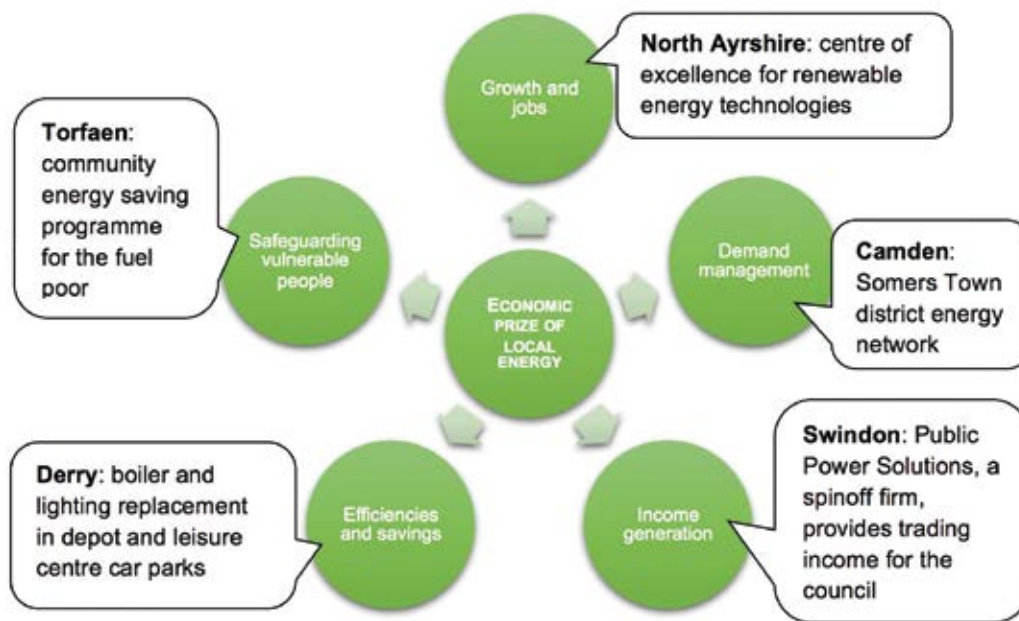 Growth and
jobs
North Ayrshire: centre of
excellence for renewable
energy technologies
Torfaen:
community
energy saving
programme
for the fuel
poor
Safeguarding
vulnerable
people
Demand
management
Camden:
Somers Town
district energy
network
ECONOMIC
PRIZE OF
LOCAL
ENERGY
Derry: boiler and
lighting replacement
in depot and leisure
centre car parks
Efficiencies
and savings
Income
generation
Swindon: Public
Power Solutions, a
spinoff firm,
provides trading
income for the
council